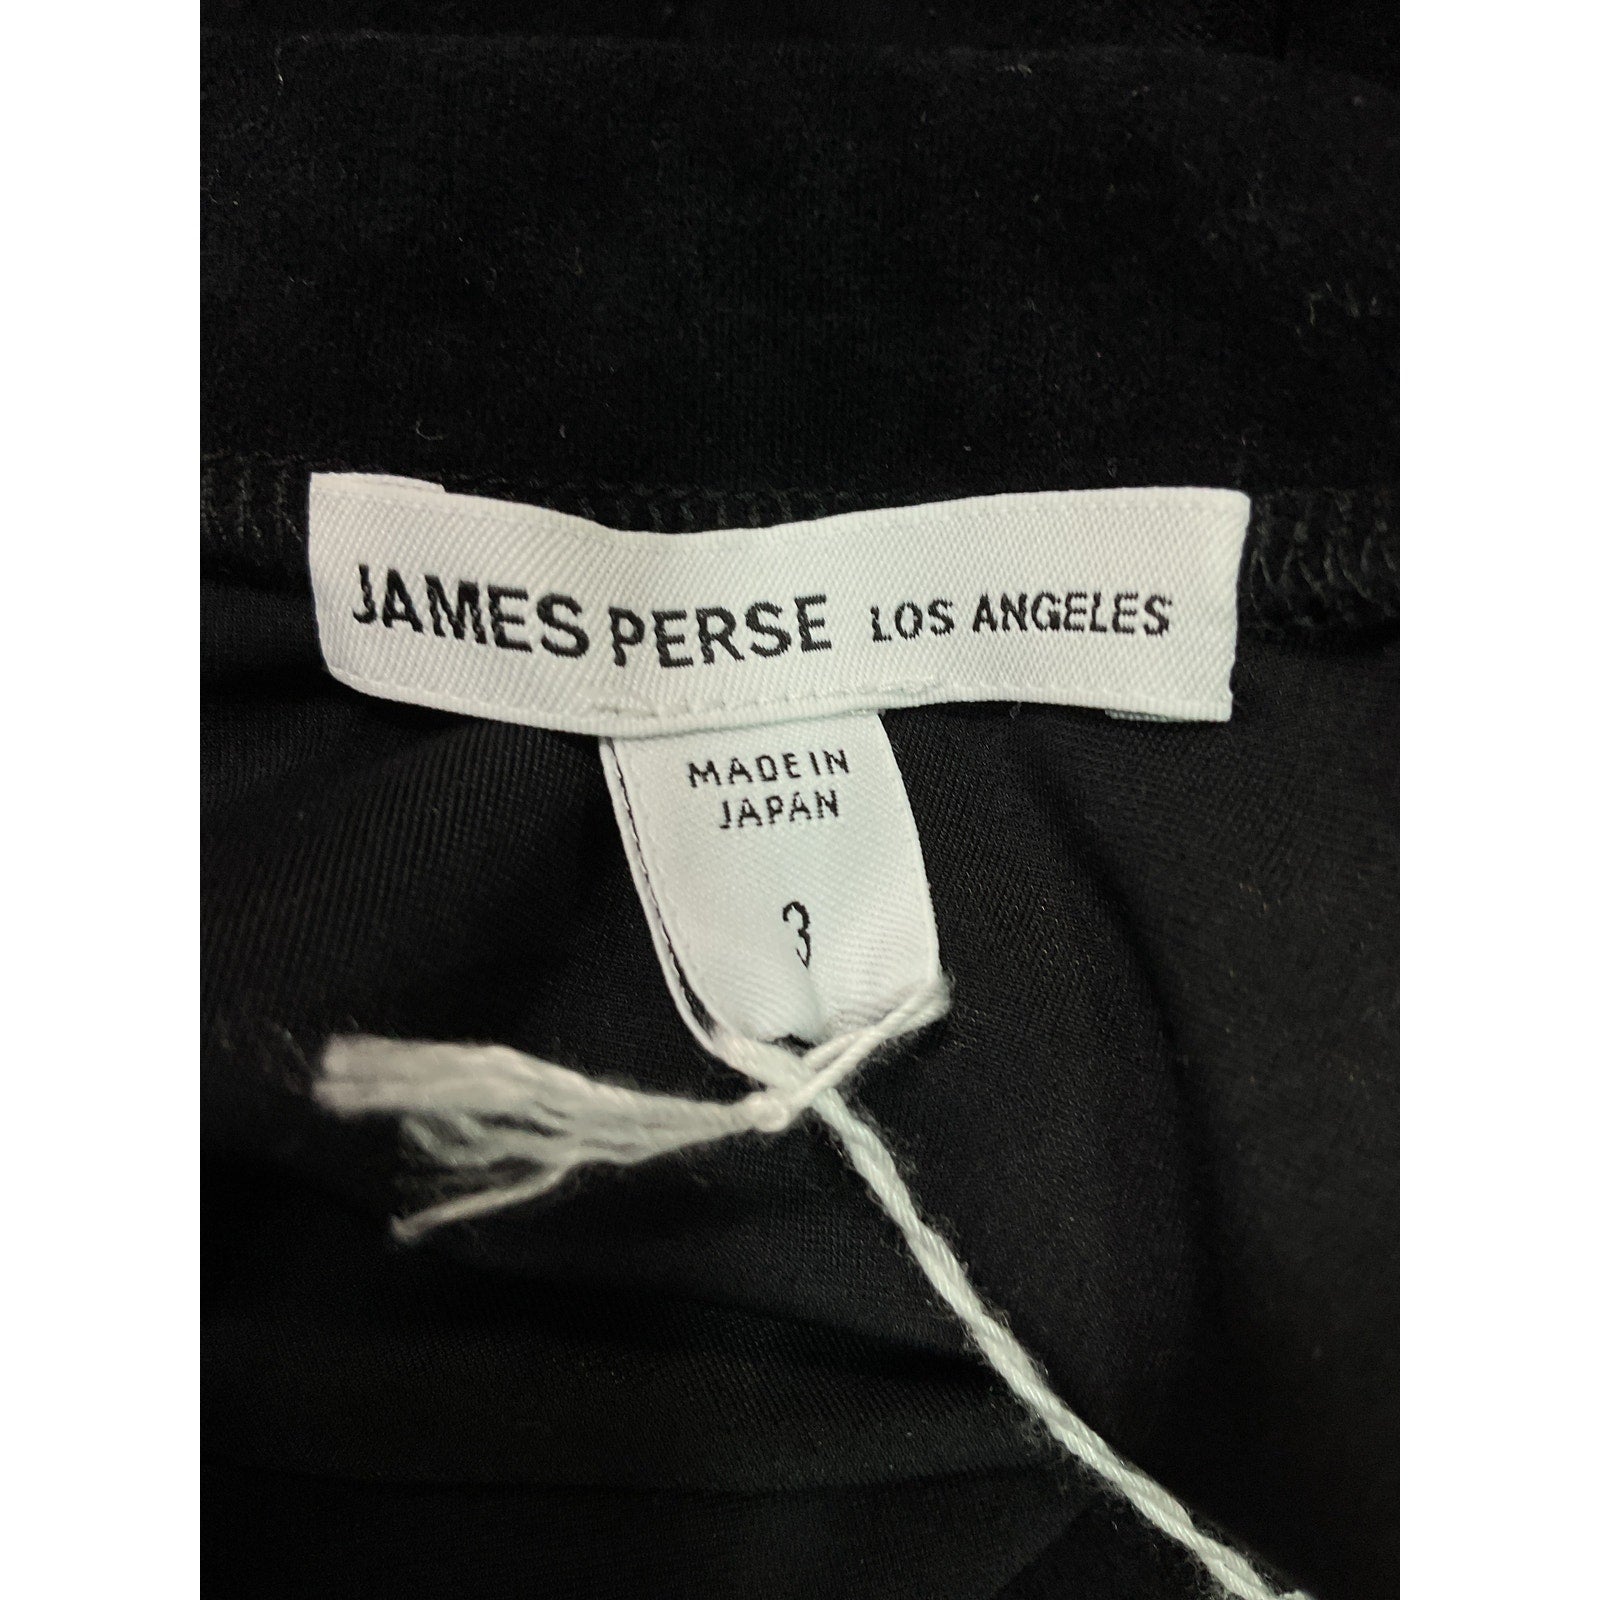 JAMES PERSE LOS ANGELES
MADE IN
JAPAN
3